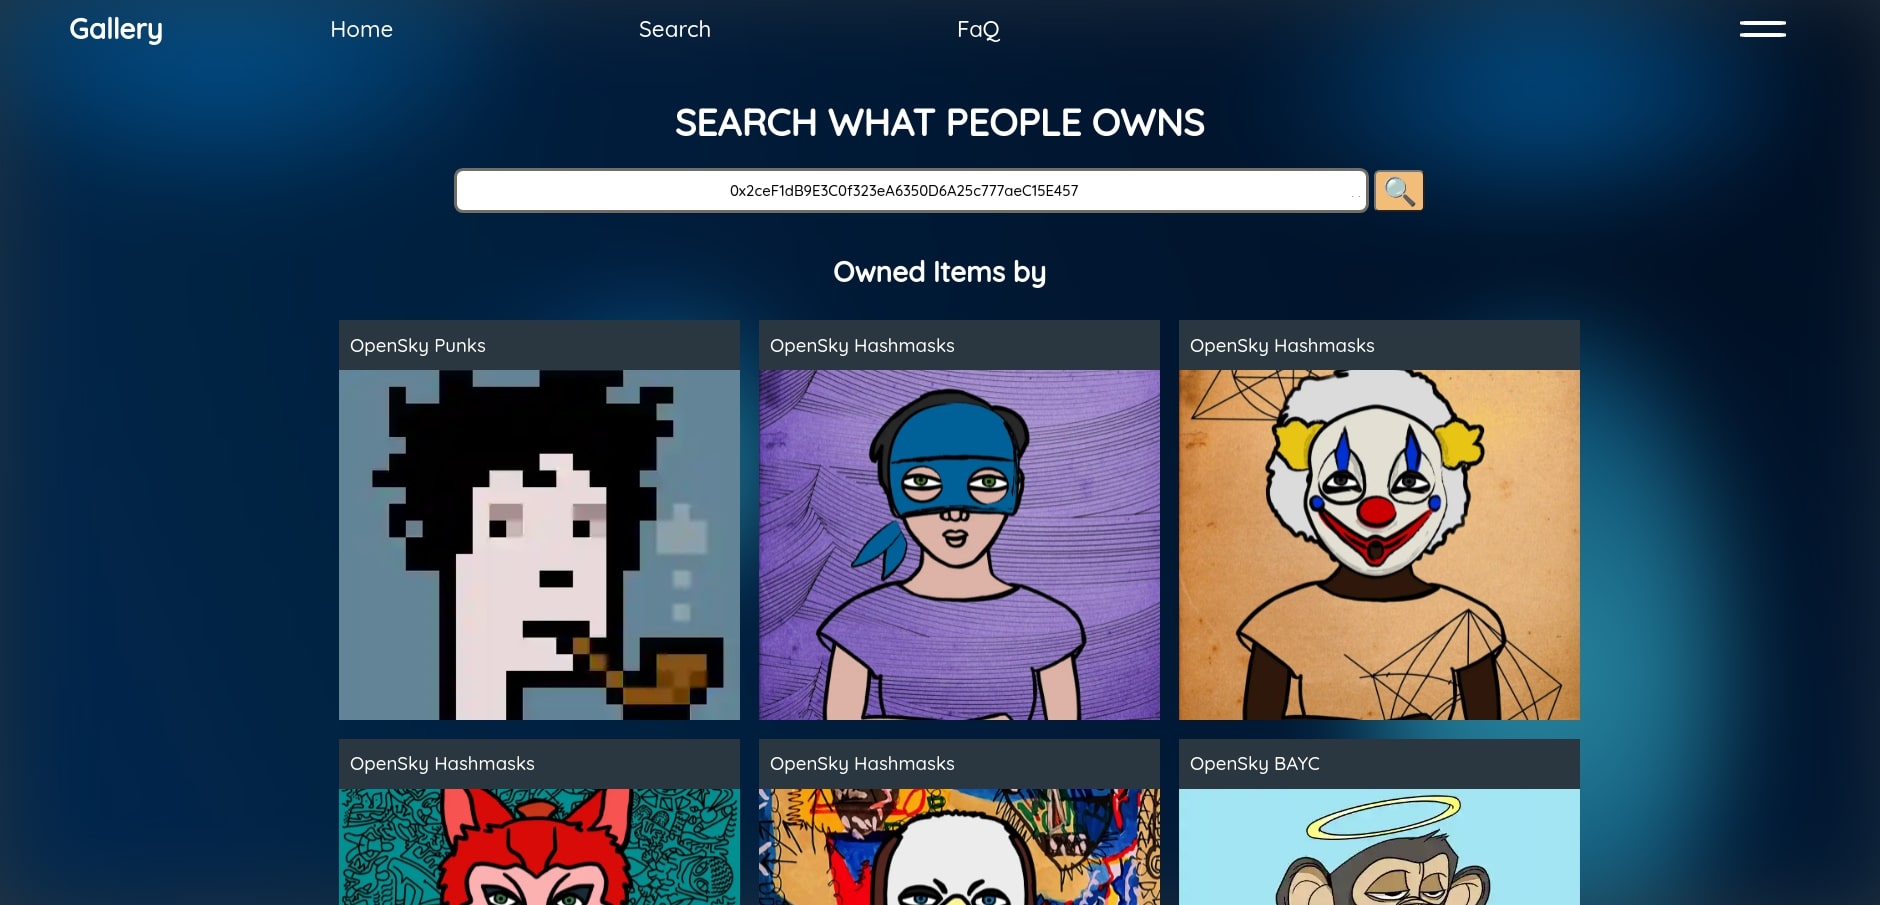 Gallery
Home
Search
FaQ
SEARCH WHAT PEOPLE OWNS
0x2ceF1dB9E3C0f323eA6350D6A25c777aeC15E457
Owned Items by
OpenSky Punks
OpenSky Hashmasks
OpenSky Hashmasks
OpenSky Hashmasks
OpenSky Hashmasks
OpenSky BAYC